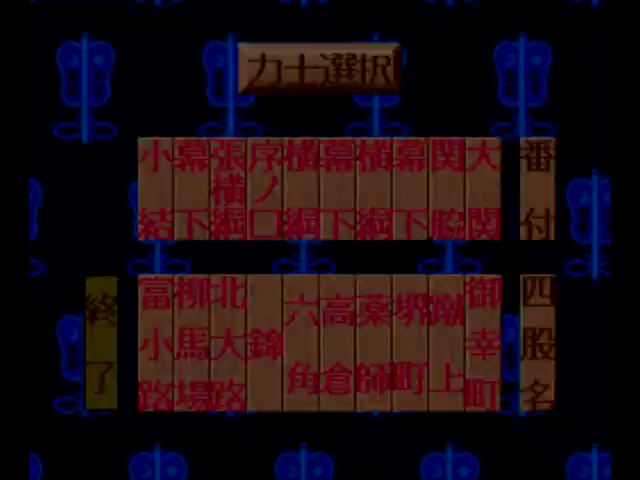 力士選択
番付
大関
関脇
幕下
横綱
幕下
横綱
序ノ口
張横綱
幕下
小結
四股名
御幸町
蹴上
堺町
薬師
高倉
六角
錦
北大路
柳馬場
富小路
終了